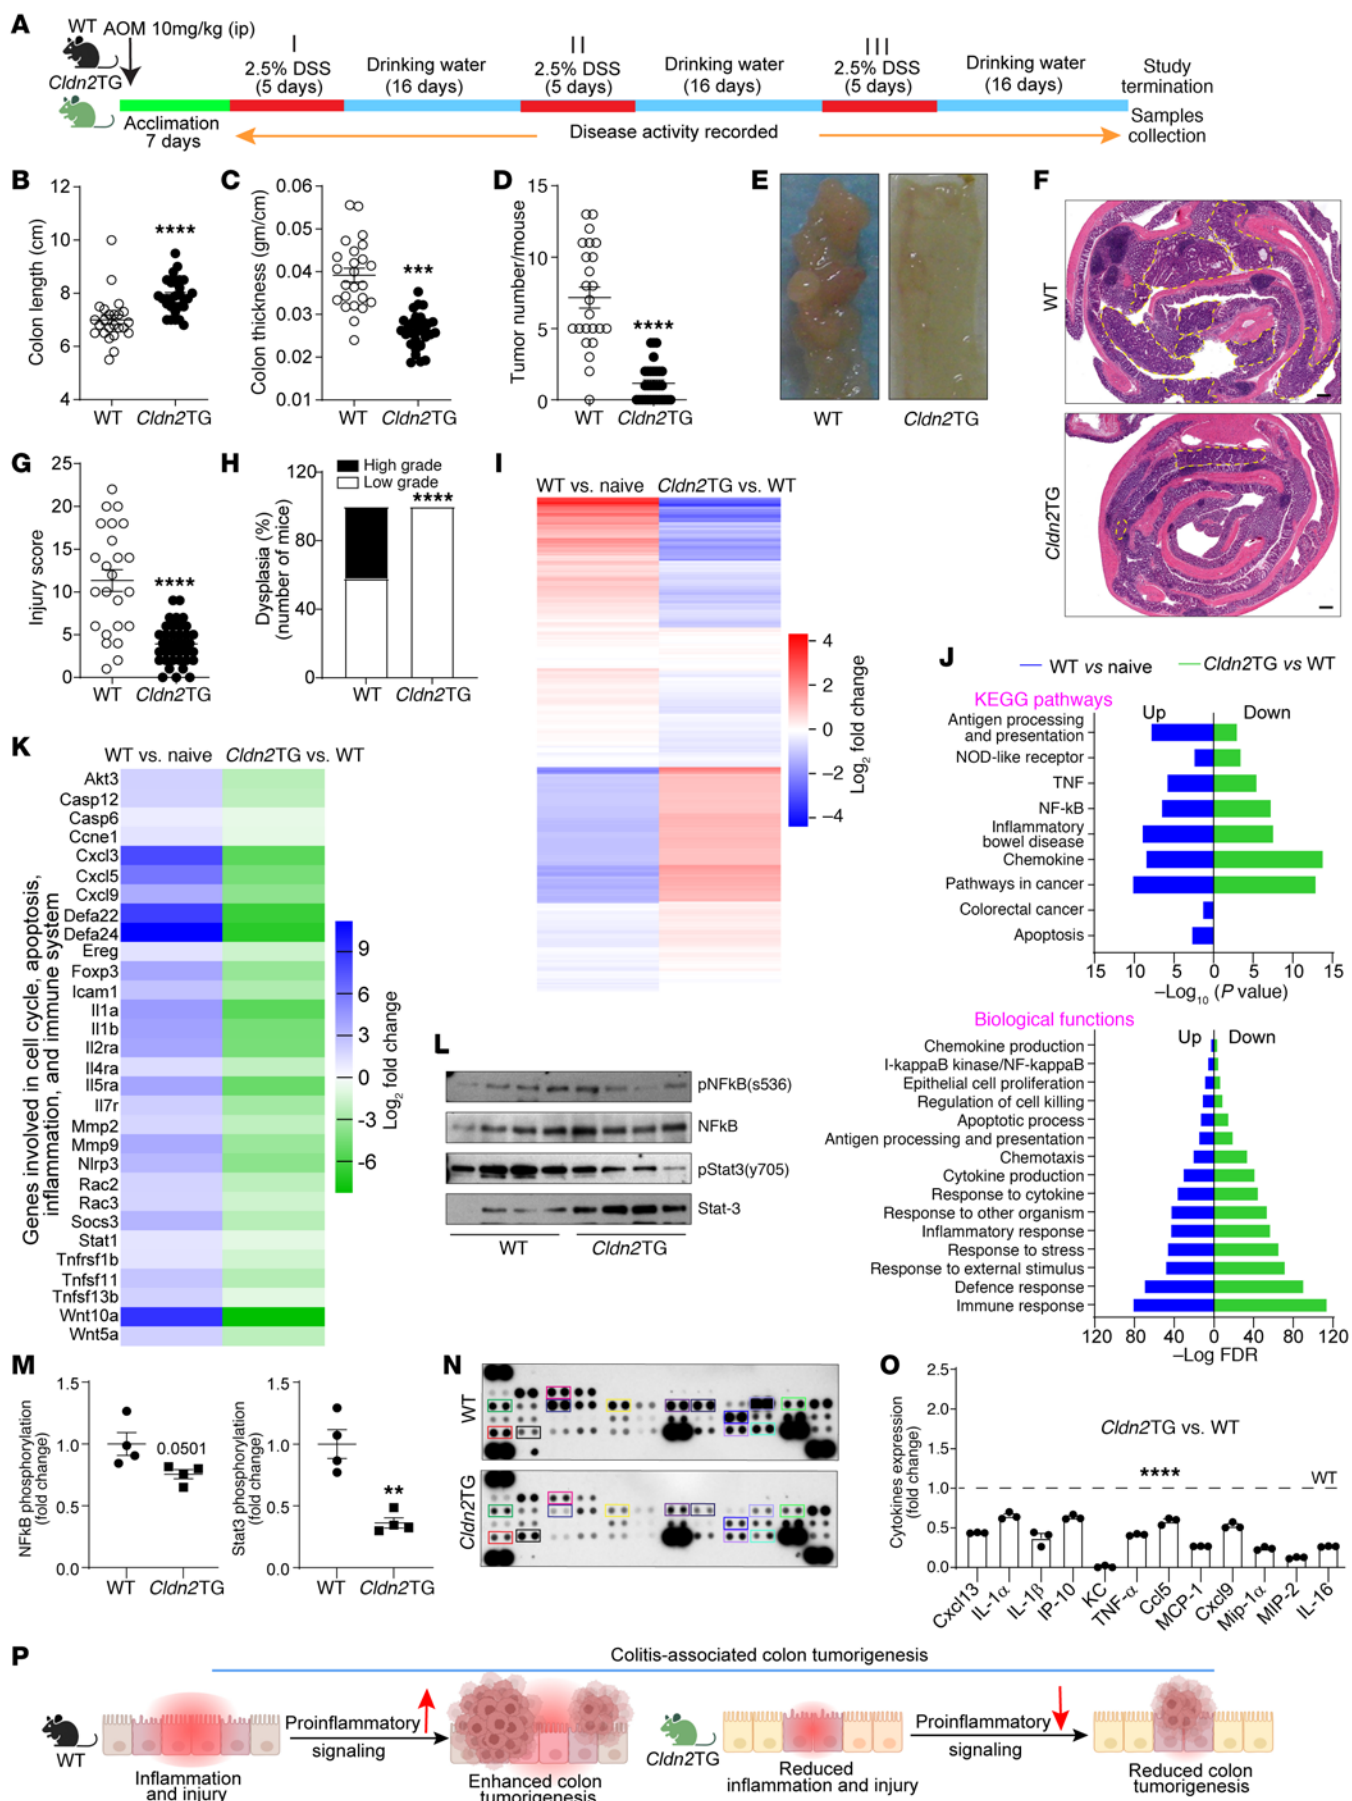 A
WT AOM 10mg/kg (ip)
Cldn2TG
I
2.5% DSS
(5 days)
Drinking water
(16 days)
II
2.5% DSS
(5 days)
Drinking water
(16 days)
III
2.5% DSS
(5 days)
Drinking water
(16 days)
Study
termination
Acclimation
7 days
Disease activity recorded
Samples
collection
B
Colon length (cm)
12
10
8
6
4
****
WT
Cldn2TG
C
Colon thickness (gm/cm)
0.06
0.05
0.04
0.03
0.02
0.01
***
WT
Cldn2TG
D
Tumor number/mouse
15
10
5
0
****
WT
Cldn2TG
E
WT
Cldn2TG
F
WT
Cldn2TG
G
Injury score
25
20
15
10
5
0
****
WT
Cldn2TG
H
High grade
Low grade
Dysplasia (%)
(number of mice)
120
80
40
0
****
WT
Cldn2TG
I
WT vs. naive
Cldn2TG vs. WT
4
2
0
−2
−4
Log2 fold change
J
WT vs naive
Cldn2TG vs WT
KEGG pathways
Up
Down
Antigen processing
and presentation
NOD-like receptor
TNF
NF-kB
Inflammatory
bowel disease
Chemokine
Pathways in cancer
Colorectal cancer
Apoptosis
15 10 5 0 5 10 15
−Log10 (P value)
Biological functions
Up
Down
Chemokine production
I-kappaB kinase/NF-kappaB
Epithelial cell proliferation
Regulation of cell killing
Apoptotic process
Antigen processing and presentation
Chemotaxis
Cytokine production
Response to cytokine
Response to other organism
Inflammatory response
Response to stress
Response to external stimulus
Defence response
Immune response
120 80 40 0 40 80 120
−Log FDR
K
WT vs. naive
Cldn2TG vs. WT
Genes involved in cell cycle, apoptosis,
inflammation, and immune system
Akt3
Casp12
Casp6
Ccne1
Cxcl3
Cxcl5
Cxcl9
Defa22
Defa24
Ereg
Foxp3
Icam1
Il1a
Il1b
Il2ra
Il4ra
Il5ra
Il7r
Mmp2
Mmp9
Nlrp3
Rac2
Rac3
Socs3
Stat1
Tnfrsf1b
Tnfsf11
Tnfsf13b
Wnt10a
Wnt5a
9
6
3
0
-3
-6
Log2 fold change
L
pNFkB(s536)
NFkB
pStat3(y705)
Stat-3
WT
Cldn2TG
M
NFkB phosphorylation
(fold change)
1.5
1.0
0.5
0.0
0.0501
WT
Cldn2TG
Stat3 phosphorylation
(fold change)
1.5
1.0
0.5
0.0
**
WT
Cldn2TG
N
WT
Cldn2TG
O
Cytokines expression
(fold change)
2.5
2.0
1.5
1.0
0.5
0.0
Cldn2TG vs. WT
****
WT
Cxcl13
IL-1α
IL-1β
IP-10
KC
TNF-α
Ccl5
MCP-1
Cxcl9
Mip-1α
MIP-2
IL-16
P
Colitis-associated colon tumorigenesis
WT
Inflammation
and injury
Proinflammatory
signaling
Enhanced colon
tumorigenesis
Cldn2TG
Reduced
inflammation and injury
Proinflammatory
signaling
Reduced colon
tumorigenesis